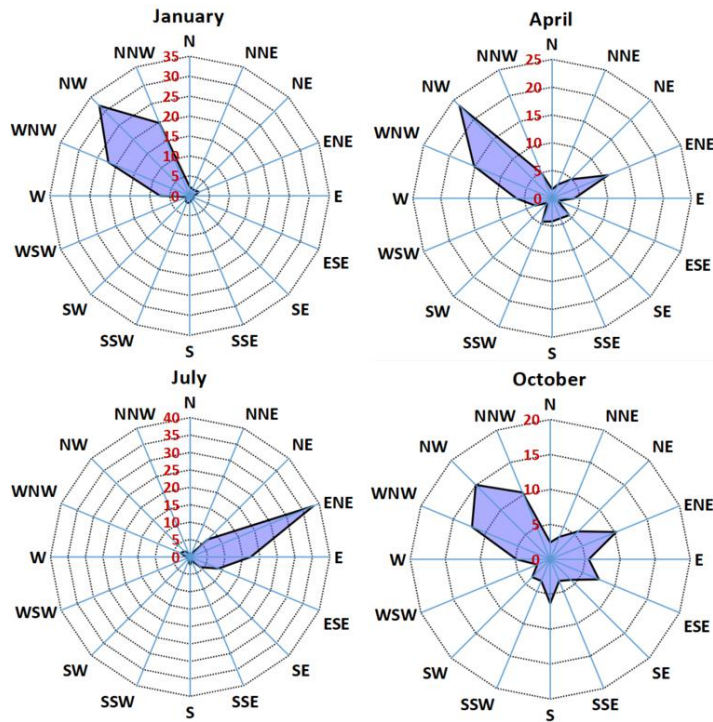 January
N
NNE
NE
ENE
E
ESE
SE
SSE
S
SSW
SW
WSW
W
WNW
NW
NNW
35
30
25
20
15
10
5
0
April
N
NNE
NE
ENE
E
ESE
SE
SSE
S
SSW
SW
WSW
W
WNW
NW
NNW
25
20
15
10
5
0
July
N
NNE
NE
ENE
E
ESE
SE
SSE
S
SSW
SW
WSW
W
WNW
NW
NNW
40
35
30
25
20
15
10
5
0
October
N
NNE
NE
ENE
E
ESE
SE
SSE
S
SSW
SW
WSW
W
WNW
NW
NNW
20
15
10
5
0